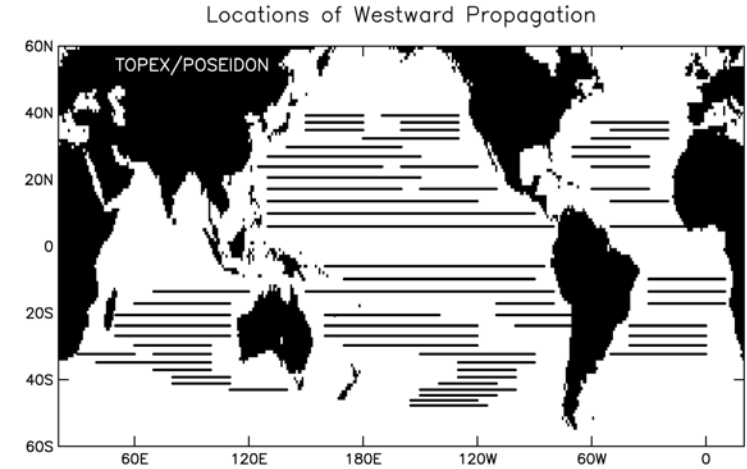 Locations of Westward Propagation
60N
TOPEX/POSEIDON
40N
20N
0
20S
40S
60S
60E 120E 180E 120W 60W 0